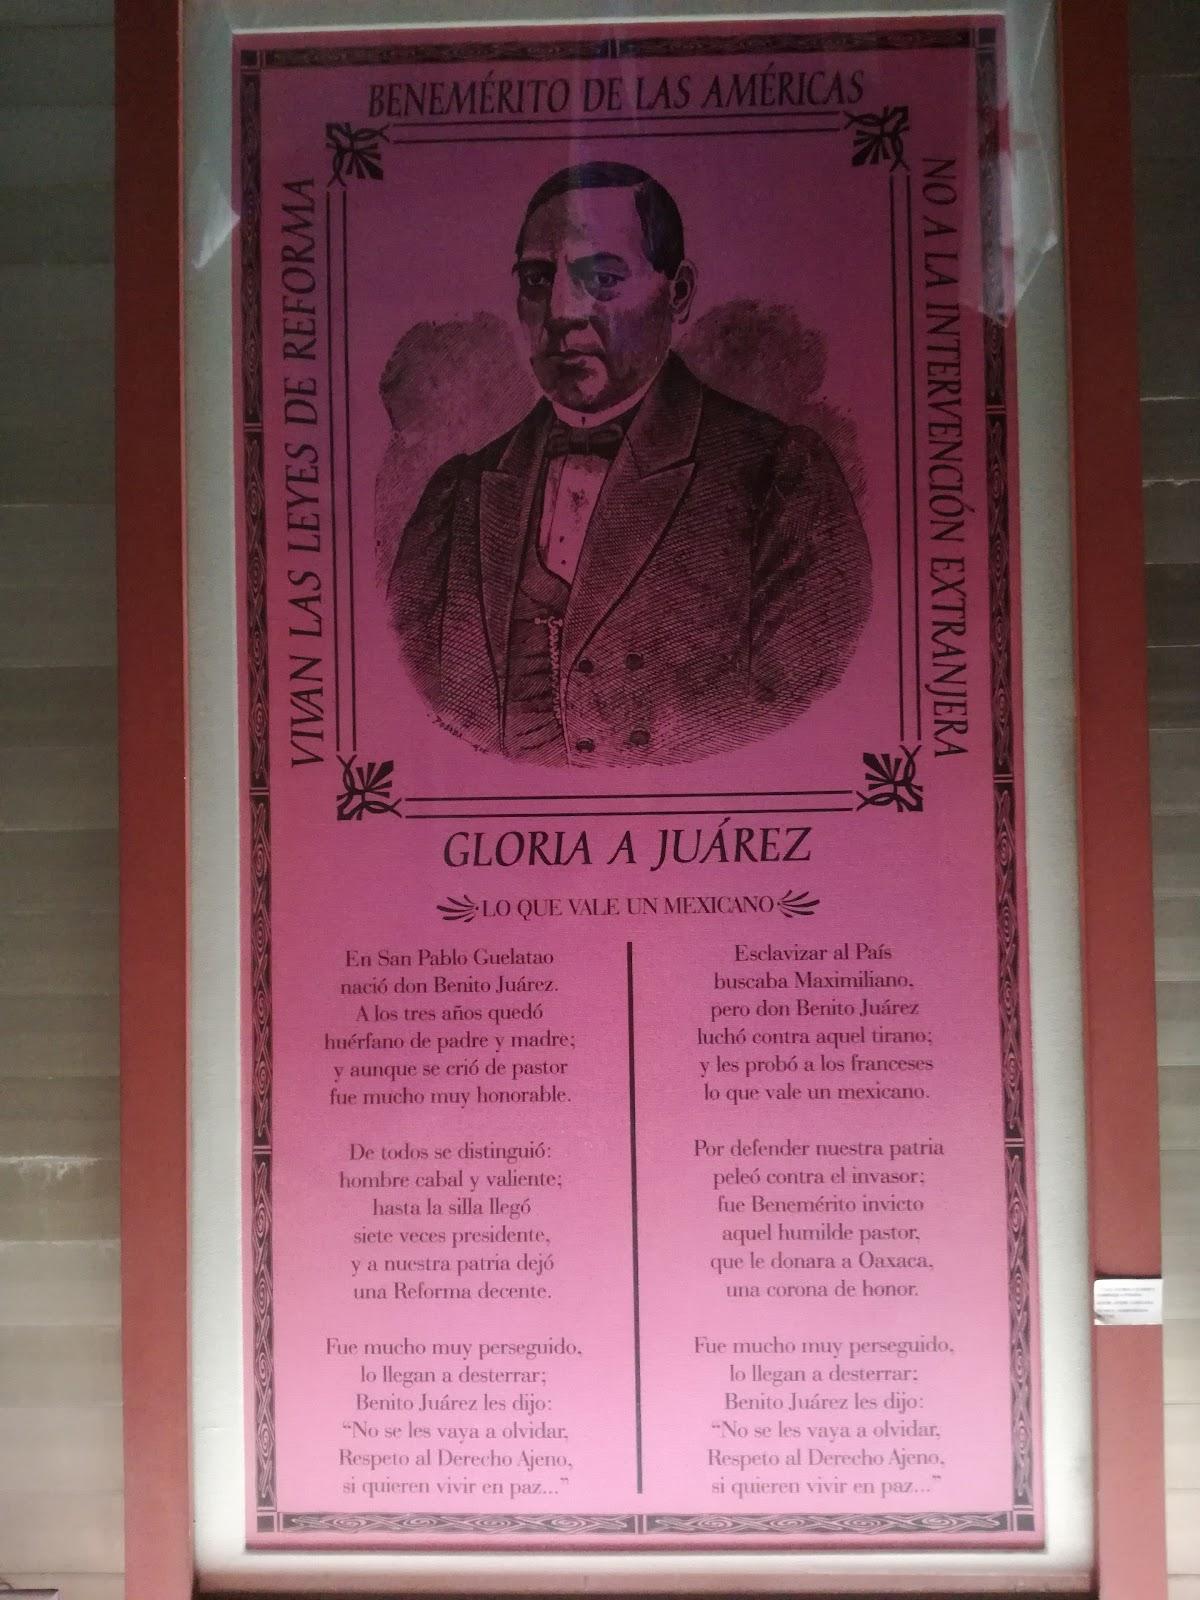 BENEMÉRITO DE LAS AMÉRICAS
VIVAN LAS LEYES DE REFORMA
NO A LA INTERVENCIÓN EXTRANJERA
GLORIA A JUÁREZ
LO QUE VALE UN MEXICANO
En San Pablo Guelatao
nació don Benito Juárez.
A los tres años quedó
huérfano de padre y madre;
y aunque se crió de pastor
fue mucho muy honorable.
De todos se distinguió:
hombre cabal y valiente;
hasta la silla llegó
siete veces presidente,
y a nuestra patria dejó
una Reforma decente.
Fue mucho muy perseguido,
lo llegan a desterrar;
Benito Juárez les dijo:
“No se les vaya a olvidar,
Respeto al Derecho Ajeno,
si quieren vivir en paz...”
Esclavizar al País
buscaba Maximiliano,
pero don Benito Juárez
luchó contra aquel tirano;
y les probó a los franceses
lo que vale un mexicano.
Por defender nuestra patria
peleó contra el invasor;
fue Benemérito invicto
aquel humilde pastor,
que le donara a Oaxaca,
una corona de honor.
Fue mucho muy perseguido,
lo llegan a desterrar;
Benito Juárez les dijo:
“No se les vaya a olvidar,
Respeto al Derecho Ajeno,
si quieren vivir en paz...”